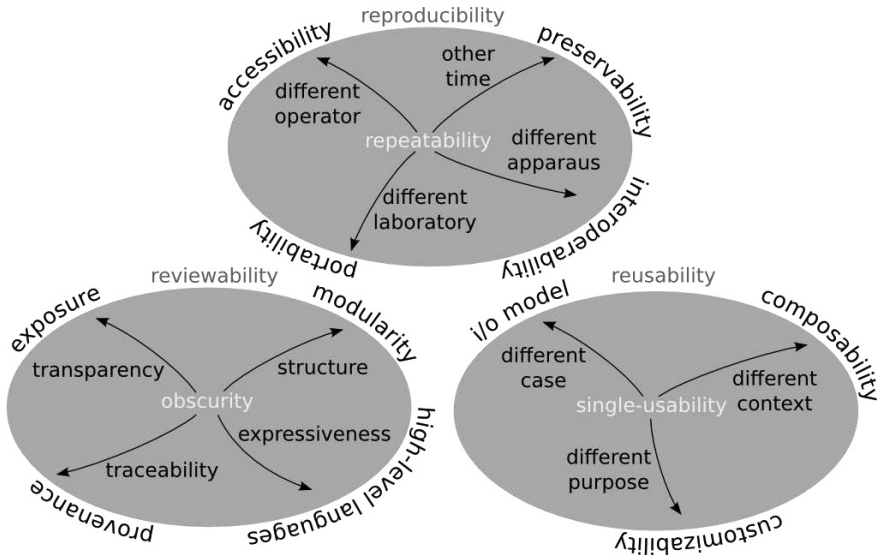 reproducibility
accessibility
preservability
other
time
different
operator
repeatability
different
apparaus
different
laboratory
portability
interoperability
reviewability
exposure
modularity
transparency
structure
obscurity
expressiveness
traceability
provenance
high-level languages
reusability
i/o model
composability
different
case
different
context
single-usability
different
purpose
customizability